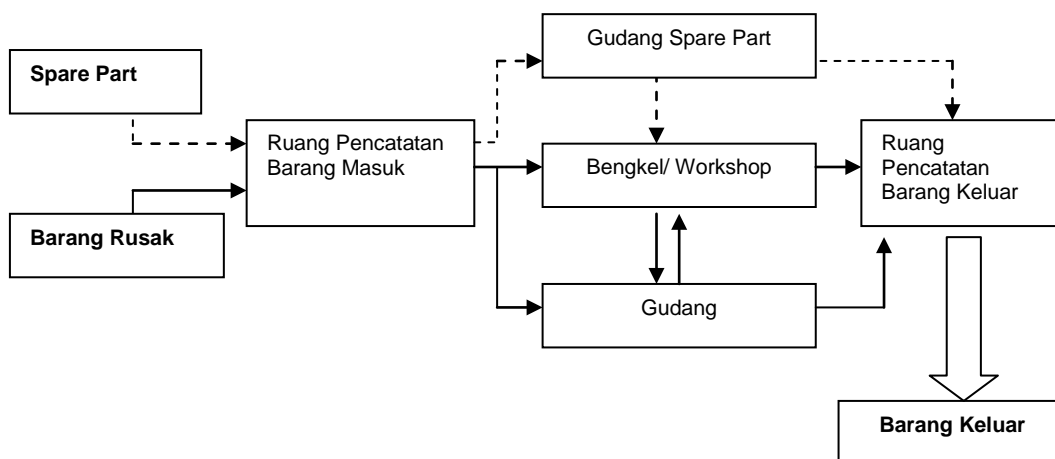 Gudang Spare Part
Spare Part
Ruang Pencatatan
Barang Masuk
Bengkel/ Workshop
Ruang
Pencatatan
Barang Keluar
Barang Rusak
Gudang
Barang Keluar